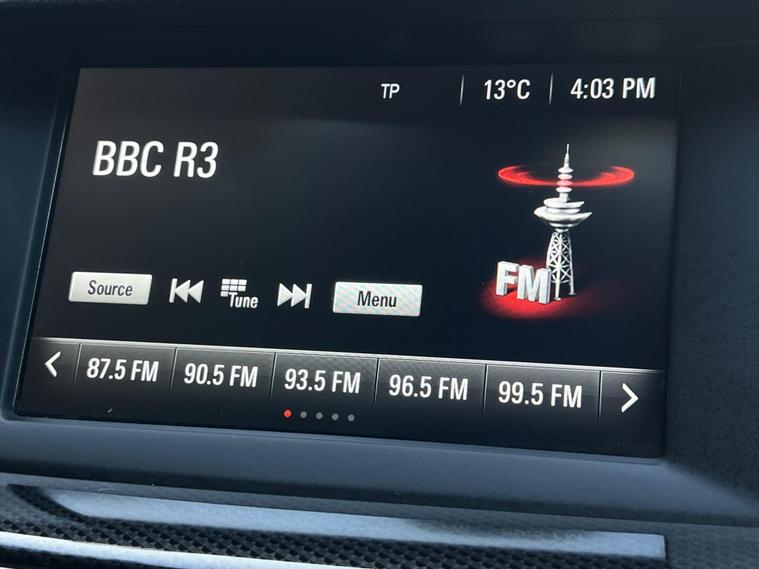 TP 13°C 4:03 PM
BBC R3
FM
Source Tune Menu
87.5 FM 90.5 FM 93.5 FM 96.5 FM 99.5 FM